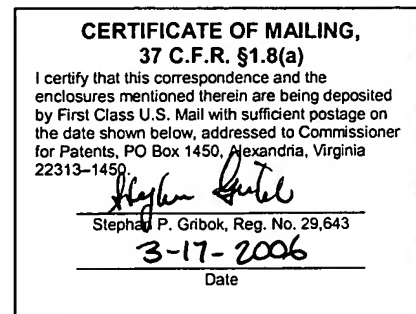 CERTIFICATE OF MAILING,
37 C.F.R. §1.8(a)
I certify that this correspondence and the
enclosures mentioned therein are being deposited
by First Class U.S. Mail with sufficient postage on
the date shown below, addressed to Commissioner
for Patents, PO Box 1450, Alexandria, Virginia
22313–1450.
Stephan P. Gribok, Reg. No. 29,643
3-17-2006
Date